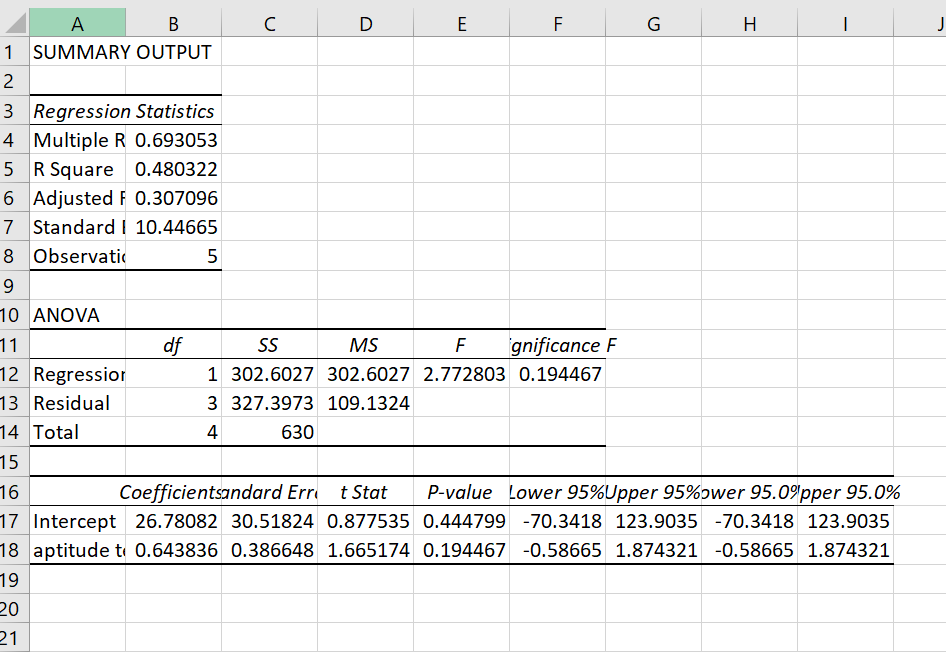 A B C D E F G H I J
1 SUMMARY OUTPUT
2
3 Regression Statistics
4 Multiple R 0.693053
5 R Square 0.480322
6 Adjusted 0.307096
7 Standard 10.44665
8 Observatic 5
9
10 ANOVA
11 df SS MS F gnificance F
12 Regression 1 302.6027 302.6027 2.772803 0.194467
13 Residual 3 327.3973 109.1324
14 Total 4 630
15
16 Coefficients andard Erro t Stat P-value Lower 95% Upper 95% ower 95.0% pper 95.0%
17 Intercept 26.78082 30.51824 0.877535 0.444799 -70.3418 123.9035 -70.3418 123.9035
18 aptitude te 0.643836 0.386648 1.665174 0.194467 -0.58665 1.874321 -0.58665 1.874321
19
20
21